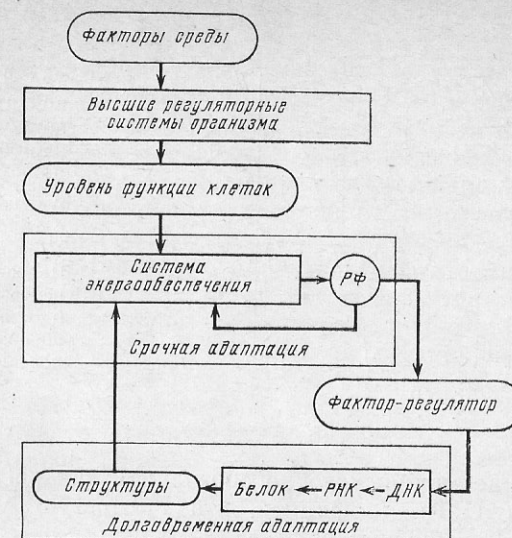 Факторы среды
Высшие регуляторные
системы организма
Уровень функции клеток
Система
энергообеспечения
РФ
Срочная адаптация
Фактор-регулятор
Структуры
Белок ← РНК ← ДНК
Долговременная адаптация